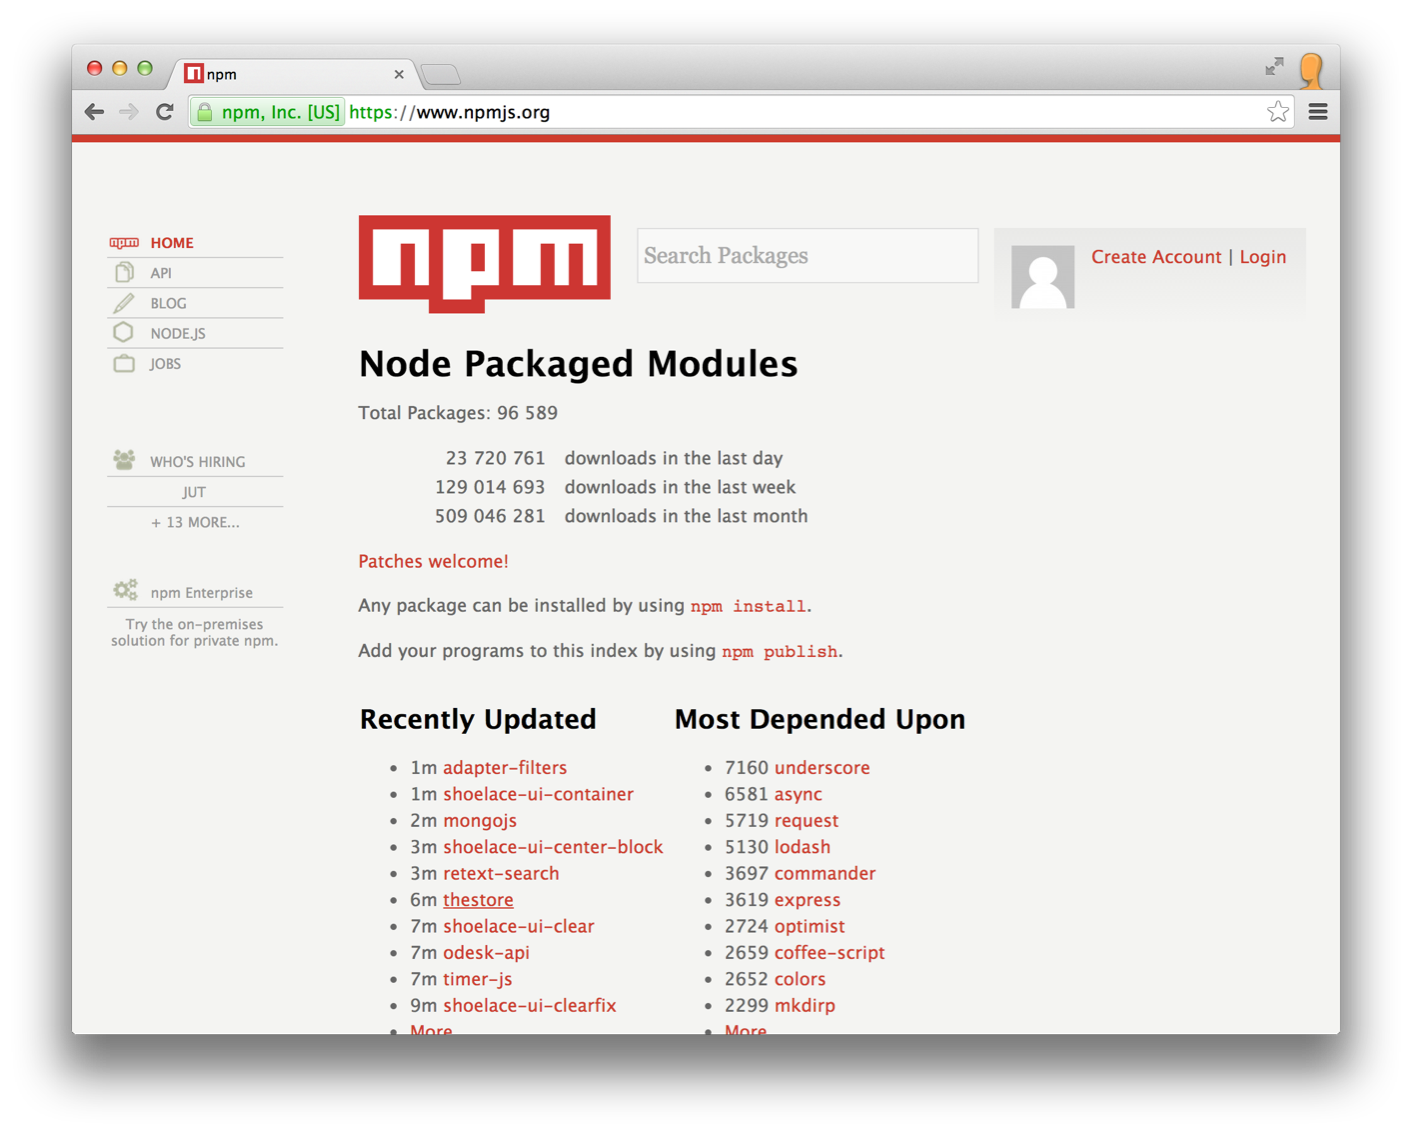 npm
npm, Inc. [US] https://www.npmjs.org
HOME
API
BLOG
NODE.JS
JOBS
WHO'S HIRING
JUT
+ 13 MORE...
npm Enterprise
Try the on-premises
solution for private npm.
npm
Search Packages
Create Account | Login
Node Packaged Modules
Total Packages: 96 589
23 720 761 downloads in the last day
129 014 693 downloads in the last week
509 046 281 downloads in the last month
Patches welcome!
Any package can be installed by using npm install.
Add your programs to this index by using npm publish.
Recently Updated
• 1m adapter-filters
• 1m shoelace-ui-container
• 2m mongojs
• 3m shoelace-ui-center-block
• 3m retext-search
• 6m thestore
• 7m shoelace-ui-clear
• 7m odesk-api
• 7m timer-js
• 9m shoelace-ui-clearfix
• More
Most Depended Upon
• 7160 underscore
• 6581 async
• 5719 request
• 5130 lodash
• 3697 commander
• 3619 express
• 2724 optimist
• 2659 coffee-script
• 2652 colors
• 2299 mkdirp
• More